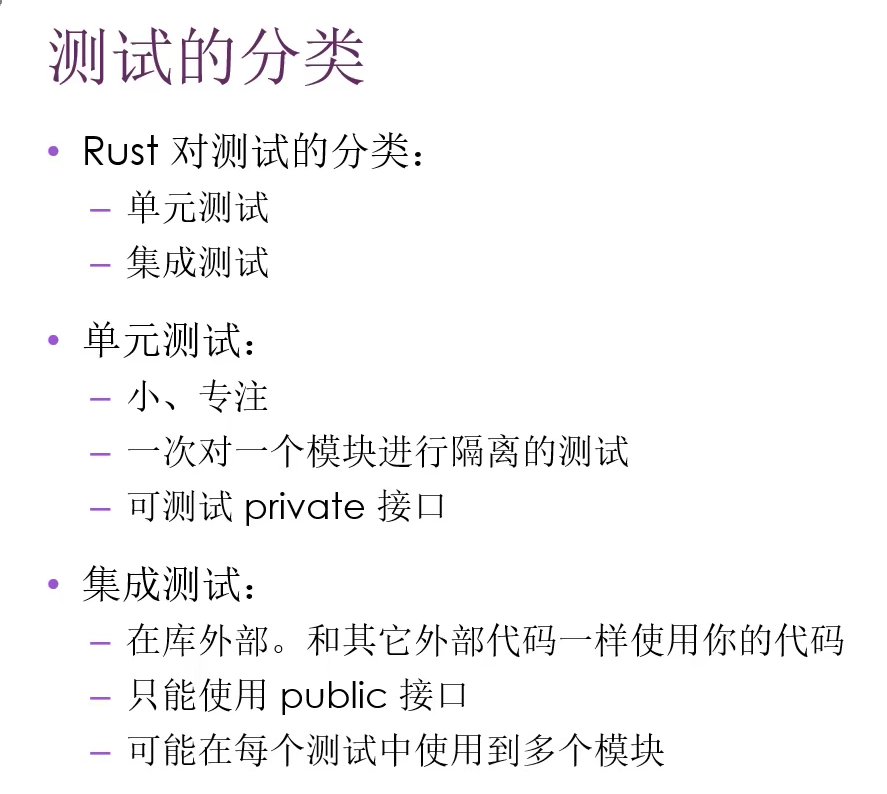 测试的分类
• Rust 对测试的分类：
– 单元测试
– 集成测试
• 单元测试：
– 小、专注
– 一次对一个模块进行隔离的测试
– 可测试 private 接口
• 集成测试：
– 在库外部。和其它外部代码一样使用你的代码
– 只能使用 public 接口
– 可能在每个测试中使用到多个模块